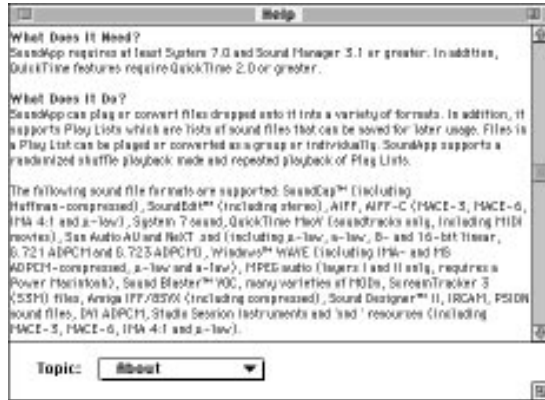 Help
What Does It Need?
SoundApp requires at least System 7.0 and Sound Manager 3.1 or greater. In addition,
QuickTime features require QuickTime 2.0 or greater.
What Does It Do?
SoundApp can play or convert files dropped onto it into a variety of formats. In addition, it
supports Play Lists which are lists of sound files that can be saved for later usage. Files in
a Play List can be played or converted as a group or individually. SoundApp supports a
randomized shuffle playback mode and repeated playback of Play Lists.
The following sound file formats are supported: SoundCap™ (including
Huffman-compressed), SoundEdit™ (including stereo), AIFF, AIFF-C (MACE-3, MACE-6,
IMA 4:1 and µ-law), System 7 sound, QuickTime MooV (soundtracks only, including MIDI
movies), Sun Audio AU and NeXT .snd (including µ-law, a-law, 8- and 16-bit linear,
G.721 ADPCM and G.723 ADPCM), Windows™ WAVE (including IMA- and MS
ADPCM-compressed, µ-law and a-law), MPEG audio (layers I and II only, requires a
Power Macintosh), Sound Blaster™ VOC, many varieties of MODs, ScreamTracker 3
(S3M) files, Amiga IFF/8SVX (including compressed), Sound Designer™ II, IRCAM, PSION
sound files, DVI ADPCM, Studio Session Instruments and 'snd ' resources (including
MACE-3, MACE-6, IMA 4:1 and µ-law).
Topic: About